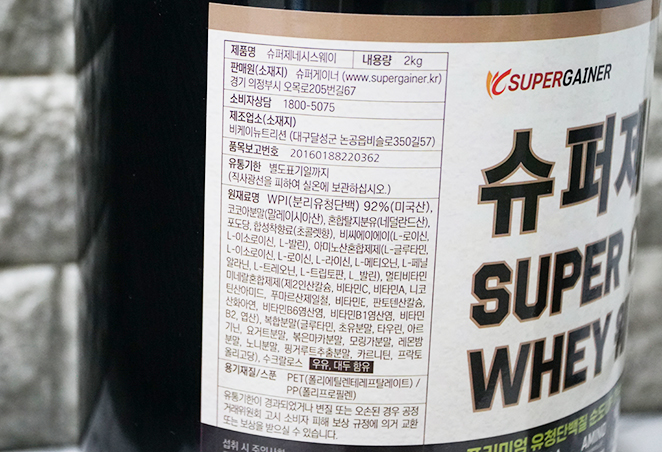 제품명 슈퍼제네시스웨이 내용량 2kg
판매원(소재지) 슈퍼게이너 (www.supergainer.kr)
경기 의정부시 오목로205번길67
소비자상담 1800-5075
제조업소(소재지)
비케이뉴트리션 (대구달성군 논공읍비슬로350길57)
품목보고번호 20160188220362
유통기한 별도표기일까지
(직사광선을 피하여 실온에 보관하십시오.)
원재료명 WPI(분리유청단백) 92%(미국산),
코코아분말(말레이시아산), 혼합탈지분유(네덜란드산),
포도당, 합성착향료(초콜렛향), 비씨에이에이(L-로이신,
L-이소로이신, L-발린), 아미노산혼합제제(L-글루타민,
L-이소로이신, L-로이신, L-라이신, L-메티오닌, L-페닐
알라닌, L-트레오닌, L-트립토판, L_발린), 멀티비타민
미네랄혼합제제(제2인산칼슘, 비타민C, 비타민A, 니코
틴산아미드, 푸마르산제일철, 비타민E, 판토텐산칼슘,
산화아연, 비타민B6염산염, 비타민B1염산염, 비타민
B2, 엽산), 복합분말(글루타민, 초유분말, 타우린, 아르
기닌, 요거트분말, 볶은마카분말, 모링가분말, 레몬밤
분말, 노니분말, 핑거루트추출분말, 카르니틴, 프락토
올리고당), 수크랄로스 우유, 대두 함유
용기재질/스푼 PET(폴리에틸렌테레프탈레이트) /
PP(폴리프로필렌)
유통기한이 경과되었거나 변질 또는 오손된 경우 공정
거래위원회 고시 소비자 피해 보상 규정에 의거 교환
또는 보상을 받으실 수 있습니다.
섭취 시 주의사항
SUPERGAINER
슈퍼제
SUPER
WHEY 웨
프리미엄 유청단백질
AMINO